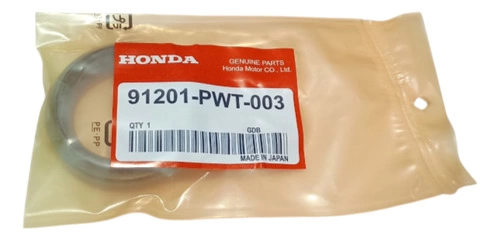 HONDA
GENUINE PARTS
Honda Motor CO., Ltd.
91201-PWT-003
QTY 1
GDB
MADE IN JAPAN
PE PP